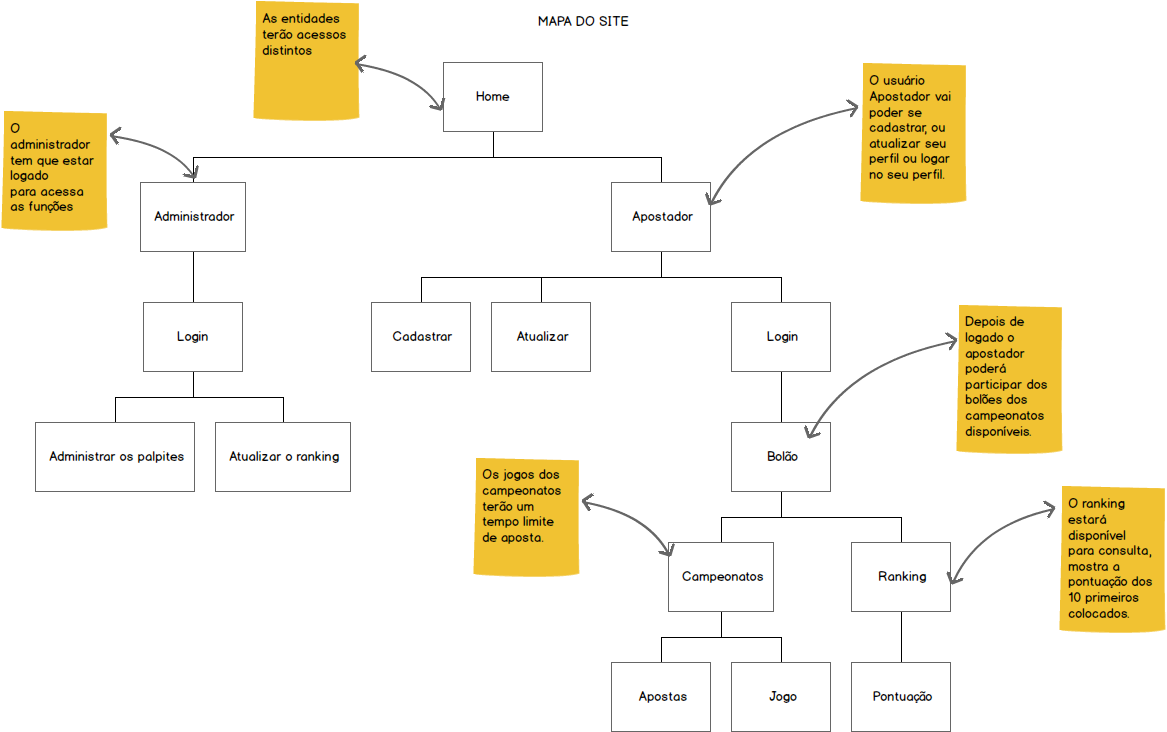 MAPA DO SITE
As entidades
terão acessos
distintos
Home
O usuário
Apostador vai
poder se
cadastrar, ou
atualizar seu
perfil ou logar
no seu perfil.
O
administrador
tem que estar
logado
para acessa
as funções
Administrador
Apostador
Login
Cadastrar
Atualizar
Login
Depois de
logado o
apostador
poderá
participar dos
bolões dos
campeonatos
disponíveis.
Administrar os palpites
Atualizar o ranking
Bolão
Os jogos dos
campeonatos
terão um
tempo limite
de aposta.
O ranking
estará
disponível
para consulta,
mostra a
pontuação dos
10 primeiros
colocados.
Campeonatos
Ranking
Apostas
Jogo
Pontuação